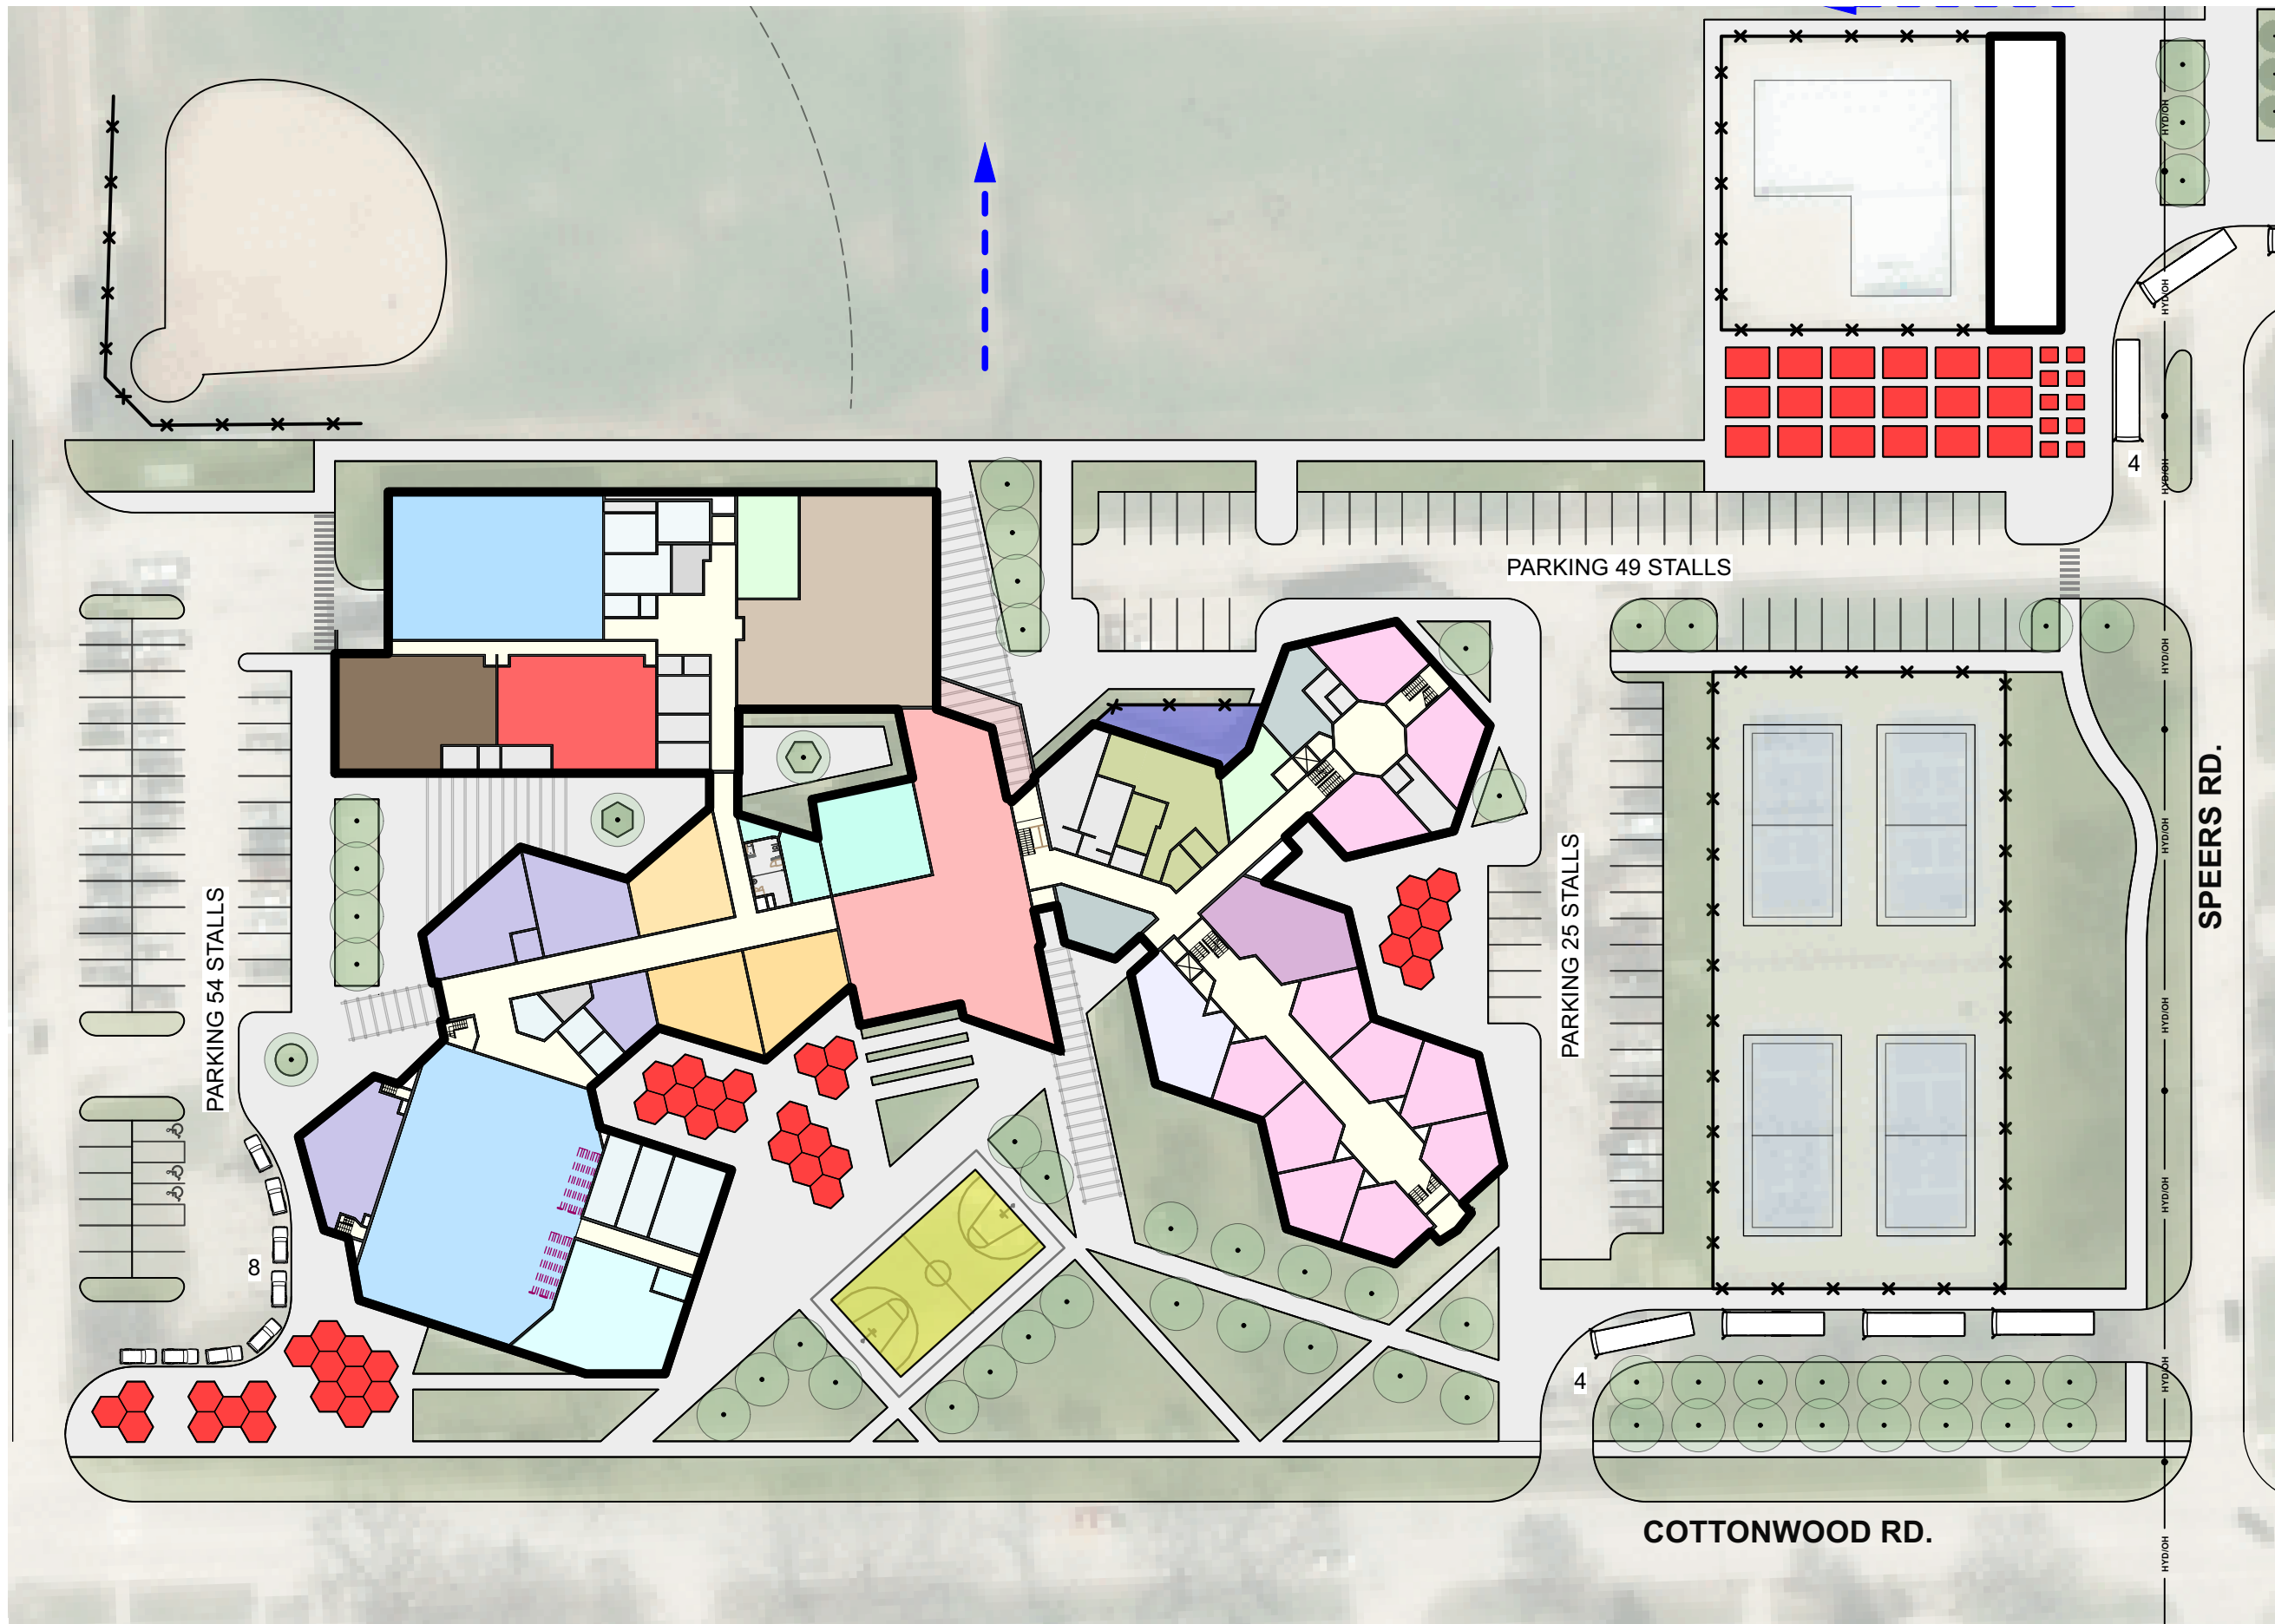 HYD/OH
HYD/OH
4
HYD/OH
PARKING 49 STALLS
HYD/OH
SPEERS RD.
HYD/OH
PARKING 25 STALLS
PARKING 54 STALLS
HYD/OH
HYD/OH
8
HYD/OH
4
COTTONWOOD RD.
HYD/OH